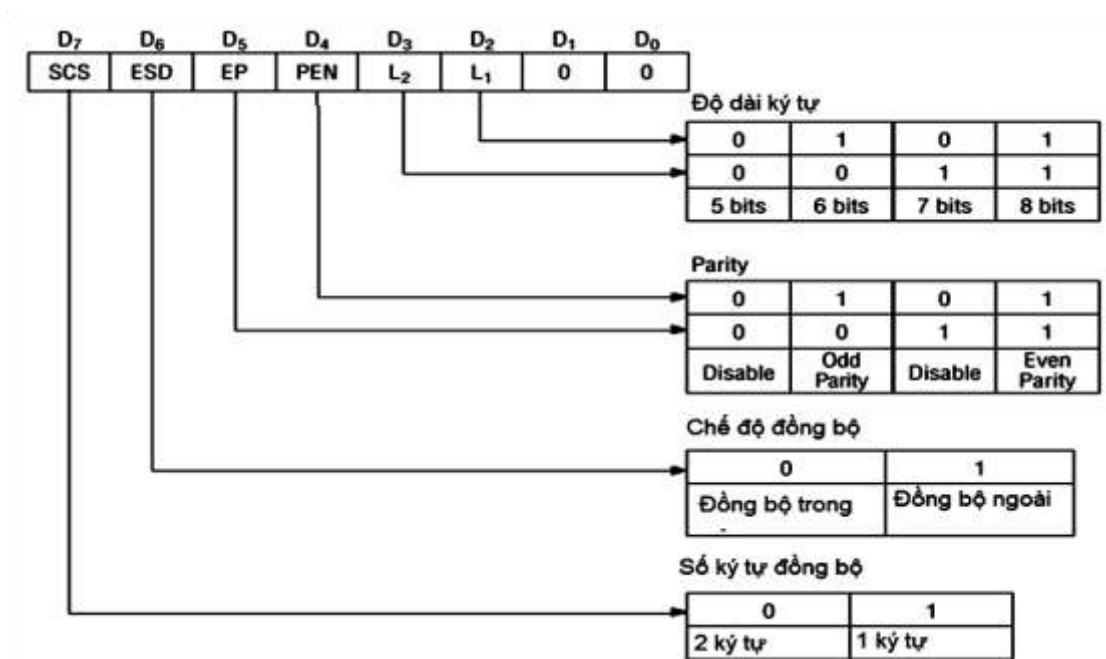 D₇ D₆ D₅ D₄ D₃ D₂ D₁ D₀
SCS ESD EP PEN L₂ L₁ 0 0
Độ dài ký tự
0 1 0 1
0 0 1 1
5 bits 6 bits 7 bits 8 bits
Parity
0 1 0 1
0 0 1 1
Disable Odd Parity Disable Even Parity
Chế độ đồng bộ
0 1
Đồng bộ trong Đồng bộ ngoài
Số ký tự đồng bộ
0 1
2 ký tự 1 ký tự